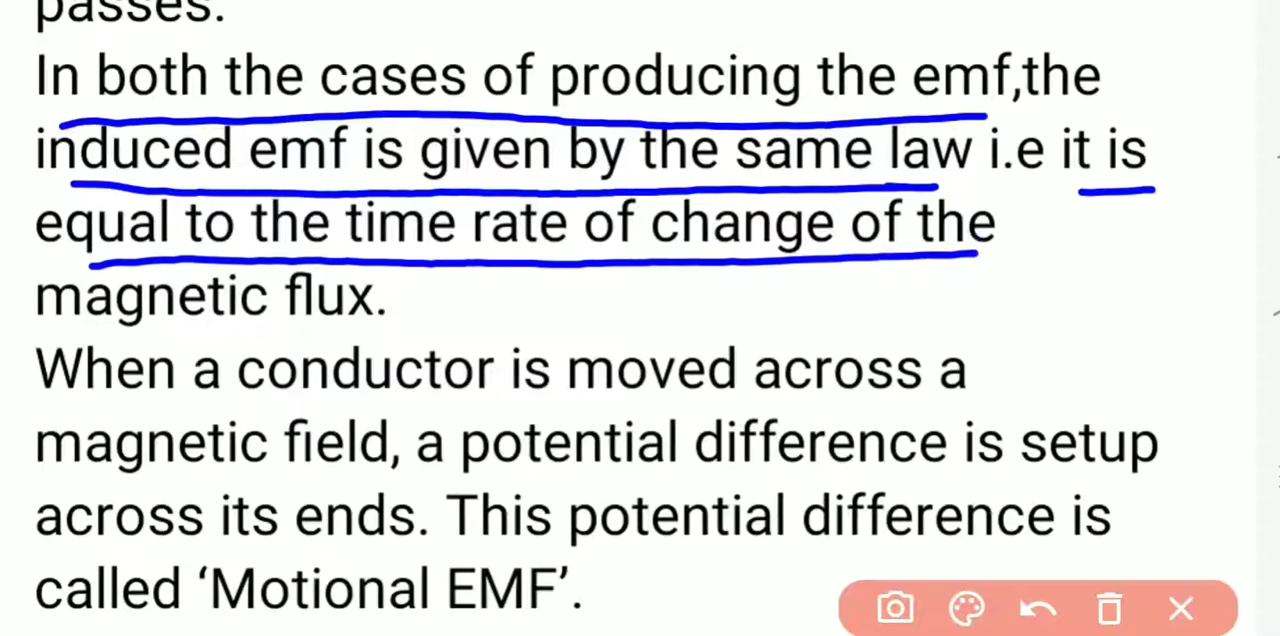 passes.
In both the cases of producing the emf,the
induced emf is given by the same law i.e it is
equal to the time rate of change of the
magnetic flux.
When a conductor is moved across a
magnetic field, a potential difference is setup
across its ends. This potential difference is
called ‘Motional EMF’.